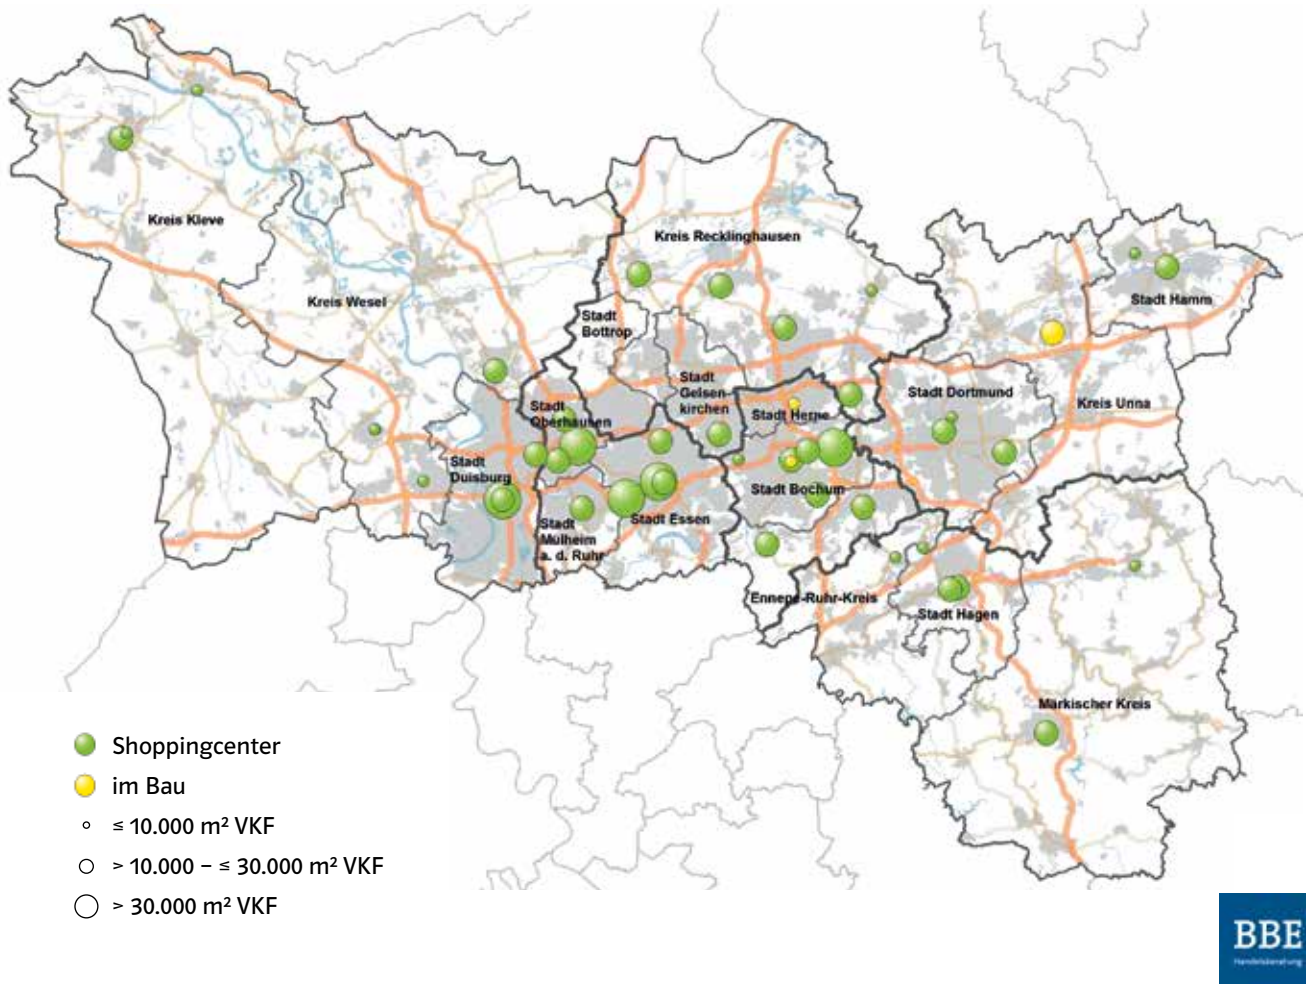 Kreis Kleve
Kreis Recklinghausen
Kreis Wesel
Stadt Hamm
Stadt
Bottrop
Stadt
Gelsen-
kirchen
Stadt Dortmund
Kreis Unna
Stadt
Oberhausen
Stadt Herne
Stadt
Duisburg
Stadt Bochum
Stadt Essen
Stadt
Mülheim
a. d. Ruhr
Ennepe-Ruhr-Kreis
Stadt Hagen
Märkischer Kreis
Shoppingcenter
im Bau
≤ 10.000 m² VKF
> 10.000 – ≤ 30.000 m² VKF
> 30.000 m² VKF
BBE
Handelsberatung